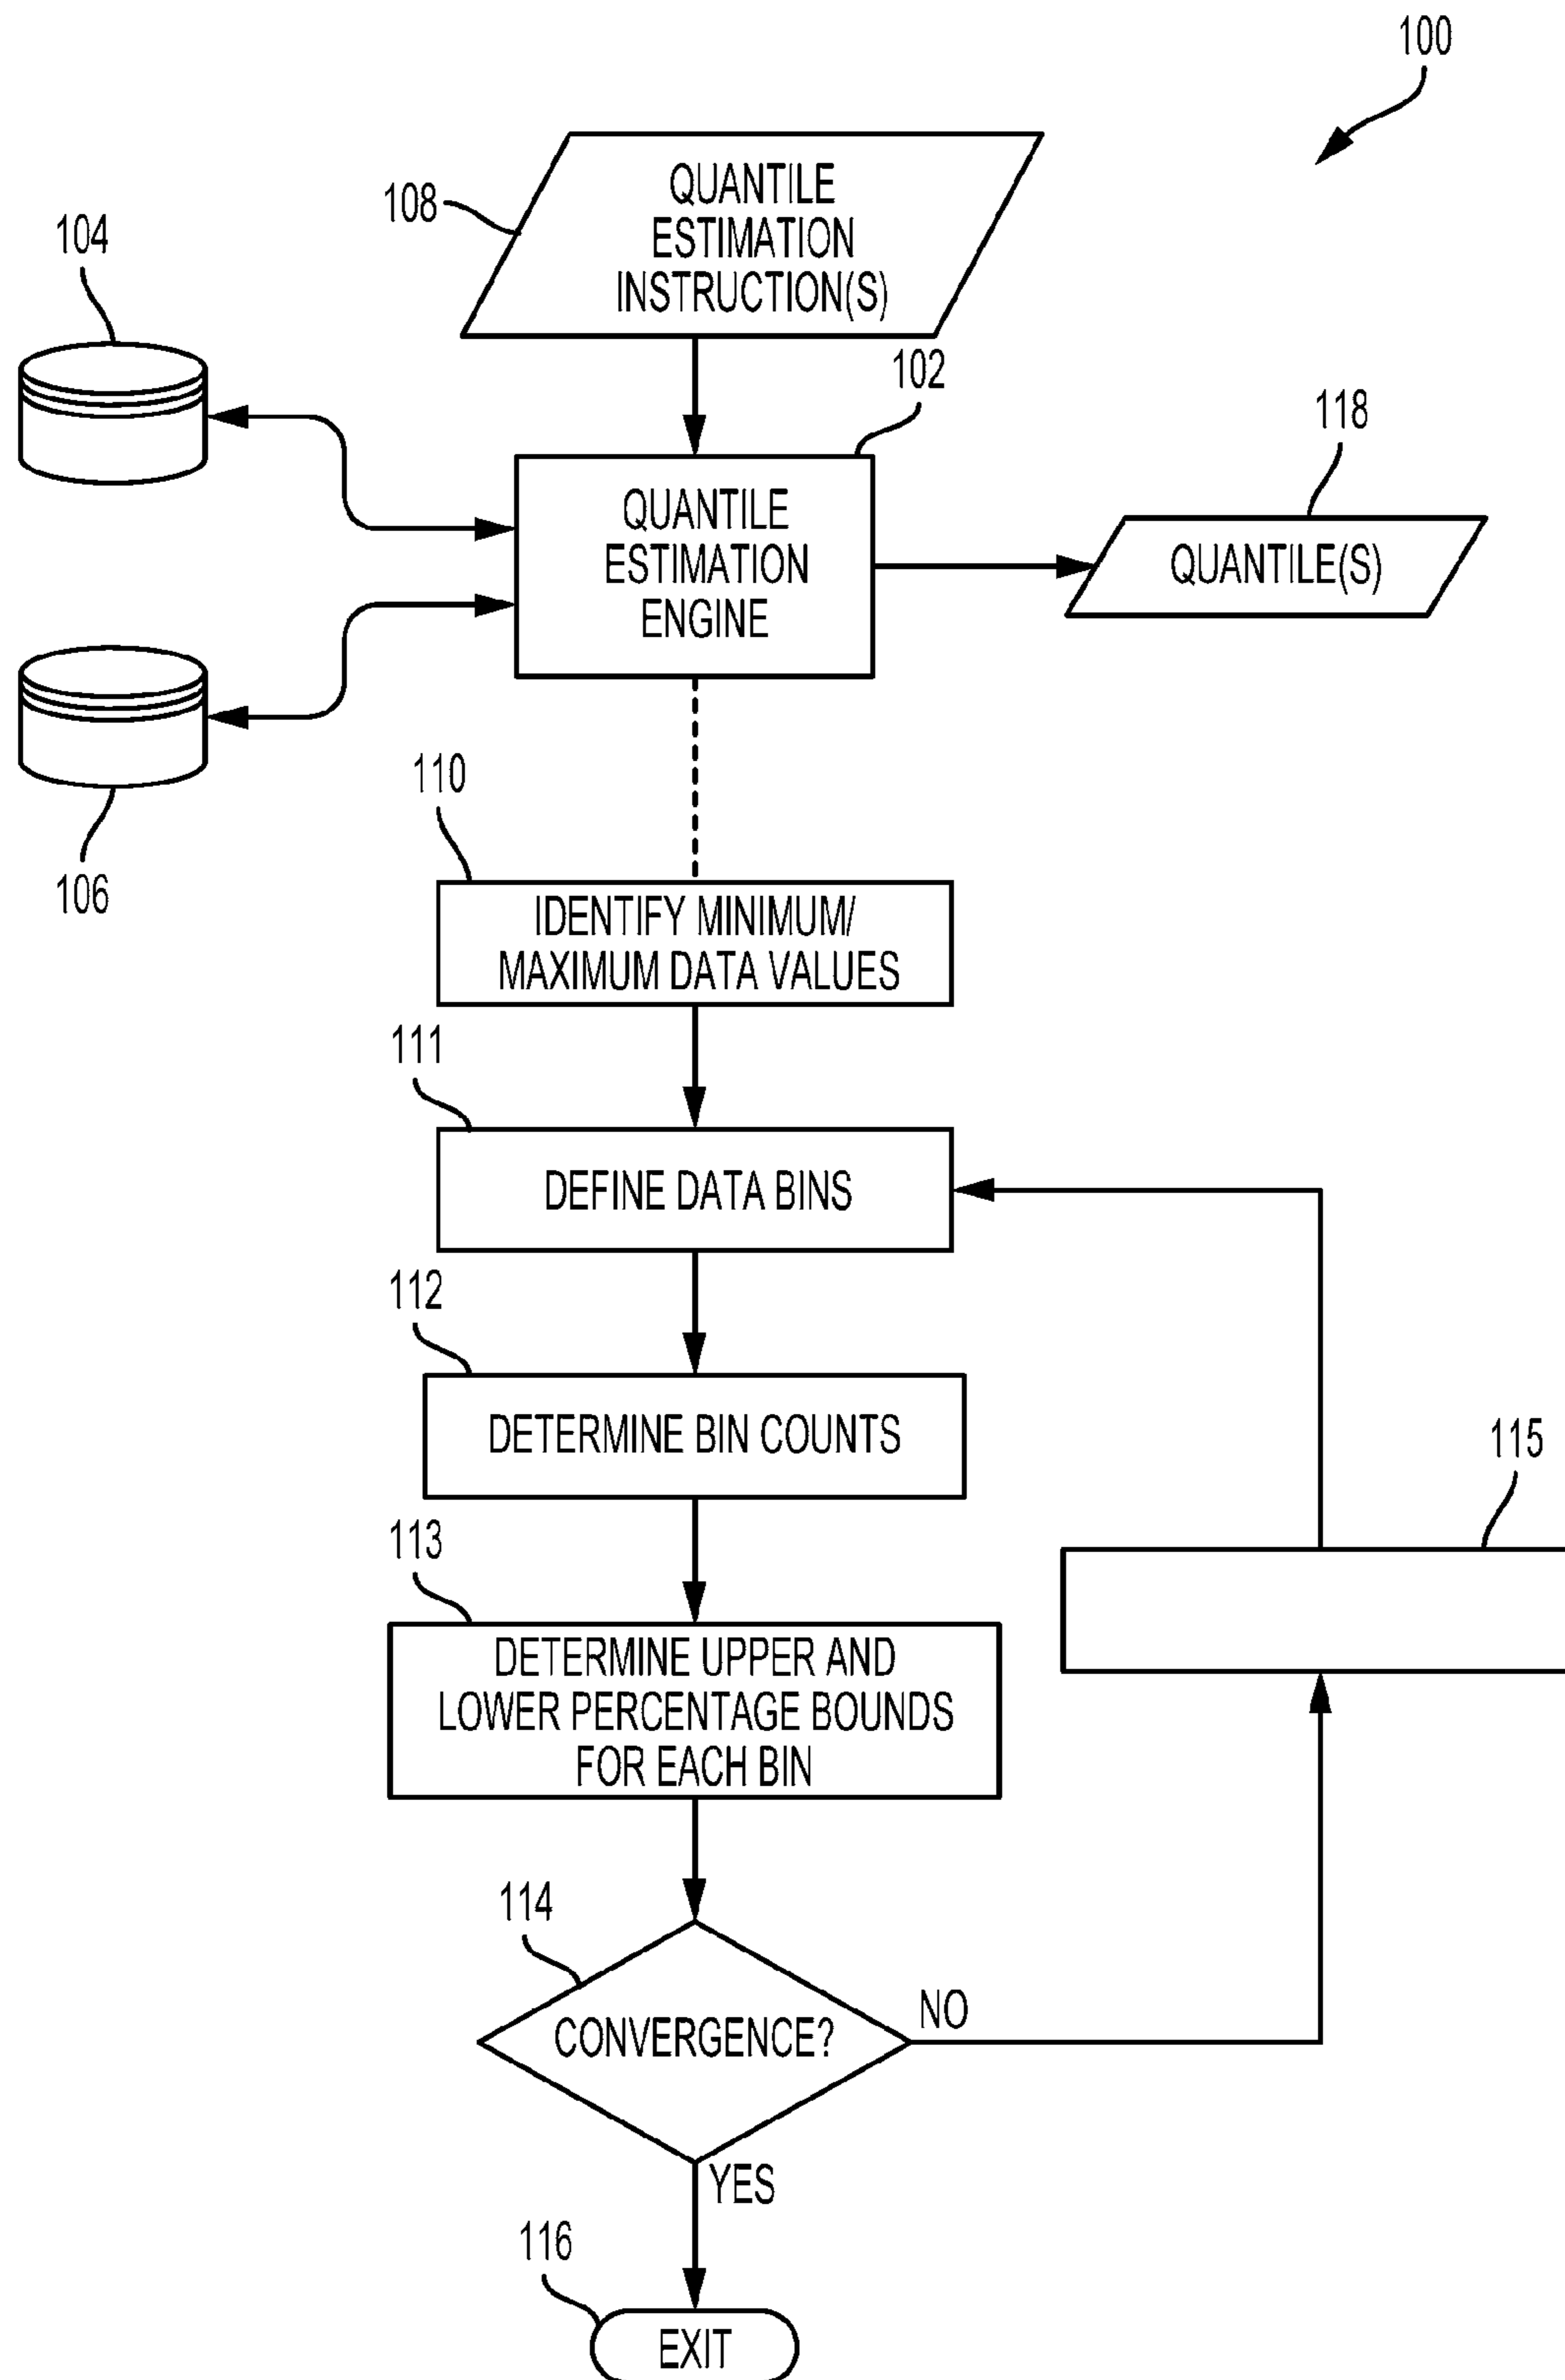 100
108
QUANTILE
ESTIMATION
INSTRUCTION(S)
104
102
118
QUANTILE
ESTIMATION
ENGINE
QUANTILE(S)
106
110
IDENTIFY MINIMUM/
MAXIMUM DATA VALUES
111
DEFINE DATA BINS
112
DETERMINE BIN COUNTS
115
113
DETERMINE UPPER AND
LOWER PERCENTAGE BOUNDS
FOR EACH BIN
114
CONVERGENCE?
NO
YES
116
EXIT